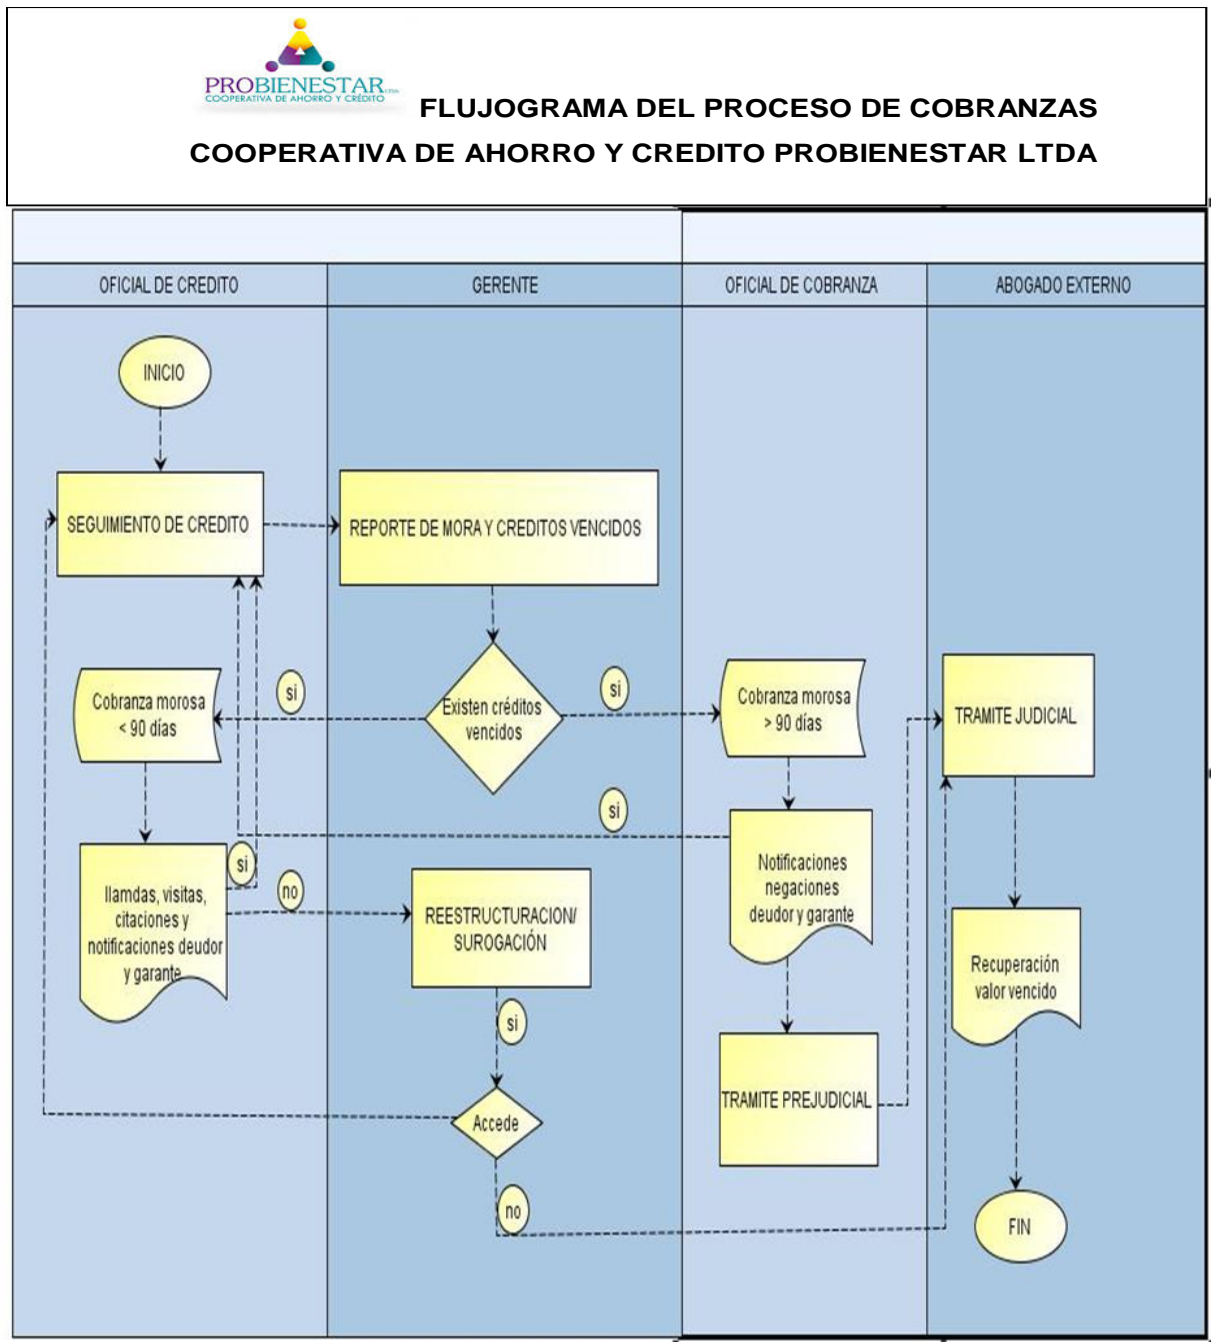 PROBIENESTAR LTDA.
COOPERATIVA DE AHORRO Y CRÉDITO
FLUJOGRAMA DEL PROCESO DE COBRANZAS
COOPERATIVA DE AHORRO Y CREDITO PROBIENESTAR LTDA
OFICIAL DE CREDITO
GERENTE
OFICIAL DE COBRANZA
ABOGADO EXTERNO
INICIO
SEGUIMIENTO DE CREDITO
REPORTE DE MORA Y CREDITOS VENCIDOS
Cobranza morosa
< 90 días
si
Existen créditos
vencidos
si
Cobranza morosa
> 90 días
TRAMITE JUDICIAL
si
llamdas, visitas,
citaciones y
notificaciones deudor
y garante
si
no
REESTRUCTURACION/
SUROGACIÓN
Notificaciones
negaciones
deudor y garante
Recuperación
valor vencido
si
TRAMITE PREJUDICIAL
Accede
no
FIN